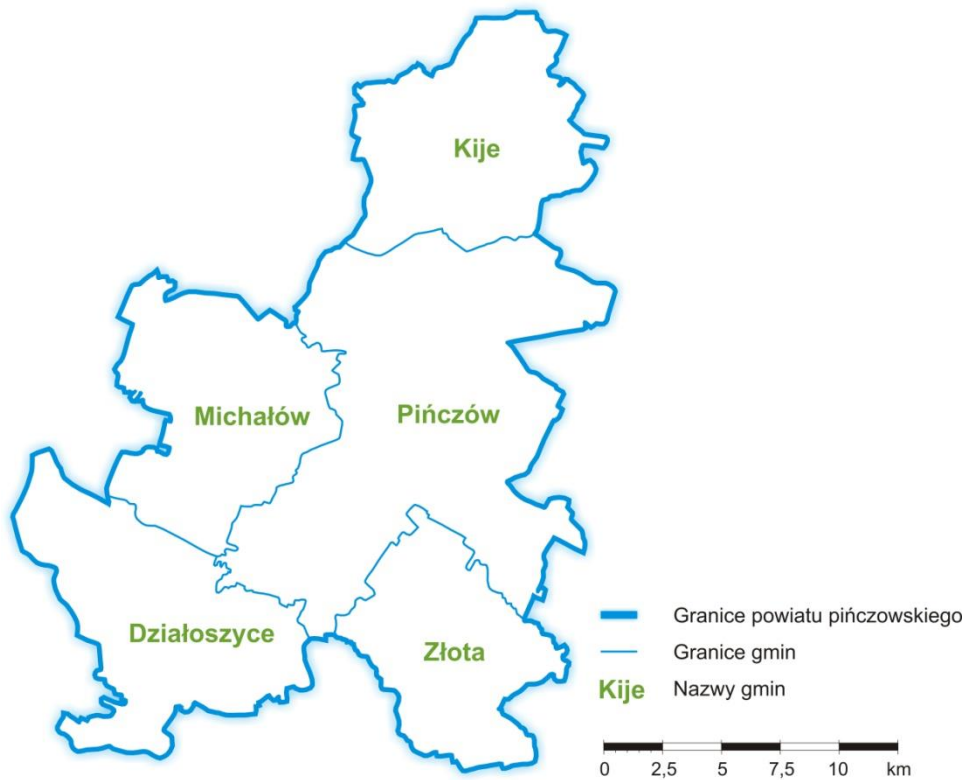 Kije
Michałów
Pińczów
Działoszyce
Złota
Granice powiatu pińczowskiego
Granice gmin
Kije Nazwy gmin
0 2,5 5 7,5 10 km